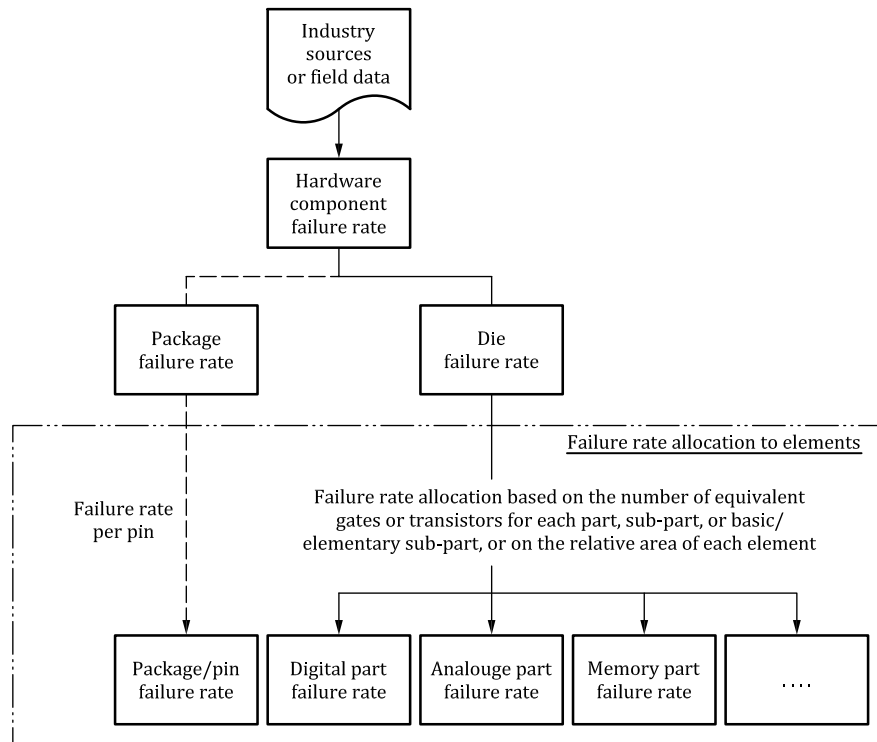 Industry
sources
or field data
Hardware
component
failure rate
Package
failure rate
Die
failure rate
Failure rate allocation to elements
Failure rate
per pin
Failure rate allocation based on the number of equivalent
gates or transistors for each part, sub-part, or basic/
elementary sub-part, or on the relative area of each element
Package/pin
failure rate
Digital part
failure rate
Analouge part
failure rate
Memory part
failure rate
....